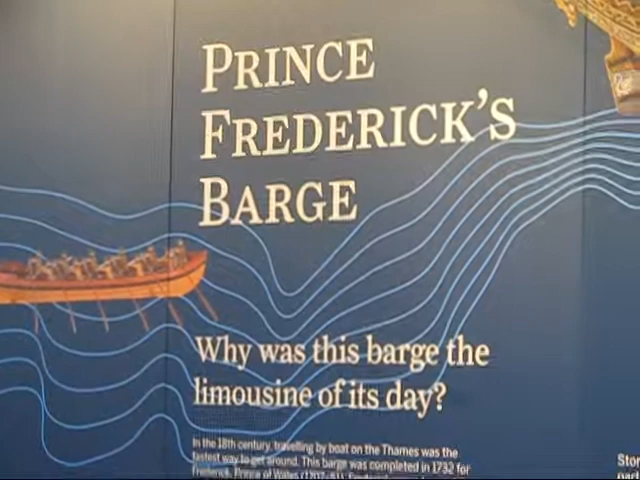 PRINCE
FREDERICK'S
BARGE
Why was this barge the
limousine of its day?
In the 18th century, travelling by boat on the Thames was the
fastest way to get around. This barge was completed in 1732 for
Frederick, Prince of Wales
Stor